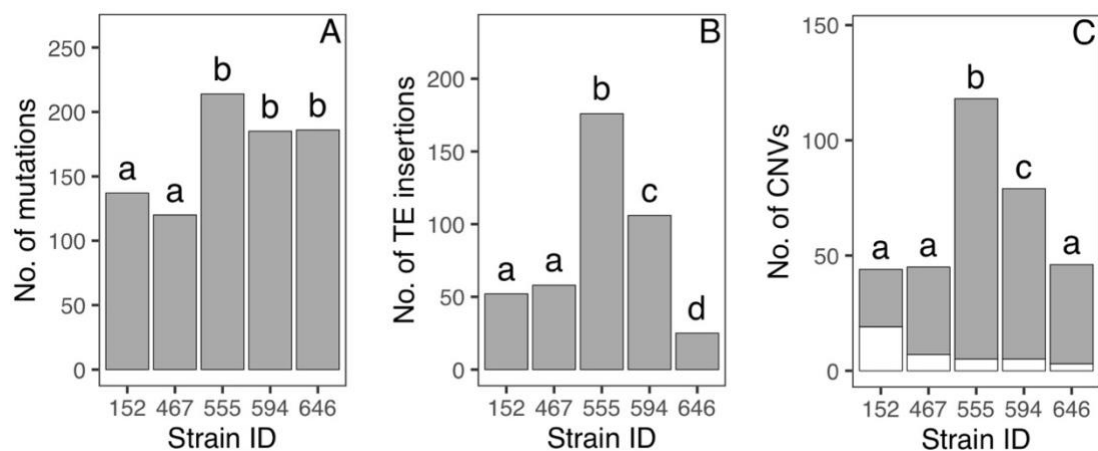 A
No. of mutations
250
200
150
100
50
0
a a b b b
152 467 555 594 646
Strain ID
B
No. of TE insertions
200
150
100
50
0
a a b c d
152 467 555 594 646
Strain ID
C
No. of CNVs
150
100
50
0
a a b c a
152 467 555 594 646
Strain ID